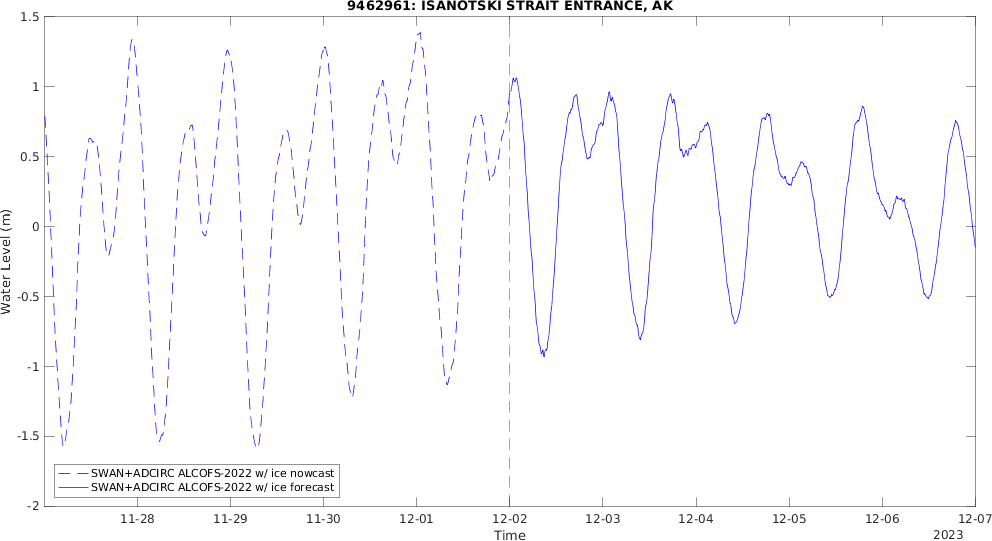 9462961: ISANOTSKI STRAIT ENTRANCE, AK
1.5
1
0.5
0
-0.5
-1
-1.5
-2
Water Level (m)
SWAN+ADCIRC ALCOFS-2022 w/ ice nowcast
SWAN+ADCIRC ALCOFS-2022 w/ ice forecast
11-28 11-29 11-30 12-01 12-02 12-03 12-04 12-05 12-06 12-07
Time
2023